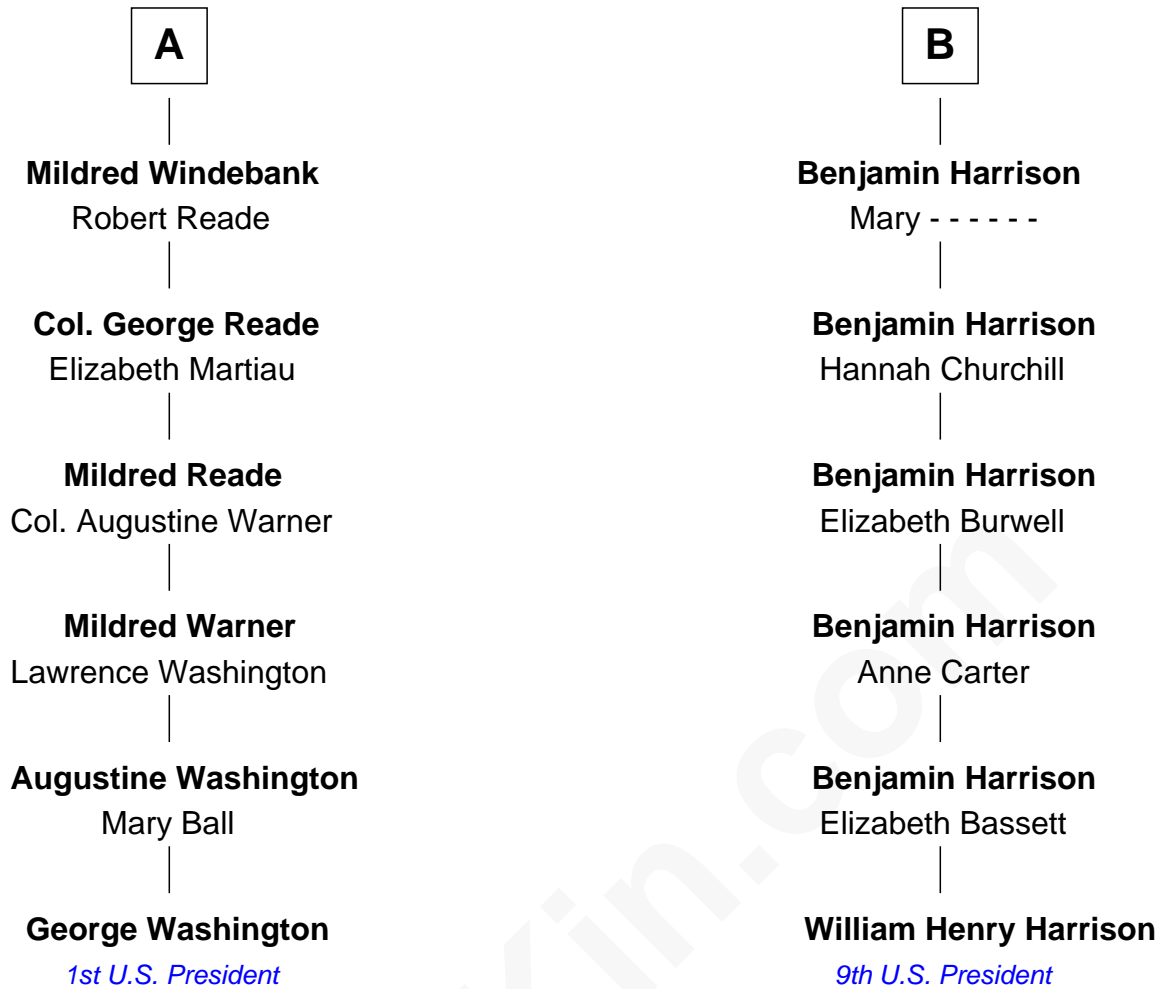 A
Mildred Windebank
Robert Reade
Col. George Reade
Elizabeth Martiau
Mildred Reade
Col. Augustine Warner
Mildred Warner
Lawrence Washington
Augustine Washington
Mary Ball
George Washington
1st U.S. President
B
Benjamin Harrison
Mary - - - - - -
Benjamin Harrison
Hannah Churchill
Benjamin Harrison
Elizabeth Burwell
Benjamin Harrison
Anne Carter
Benjamin Harrison
Elizabeth Bassett
William Henry Harrison
9th U.S. President
Kin.com